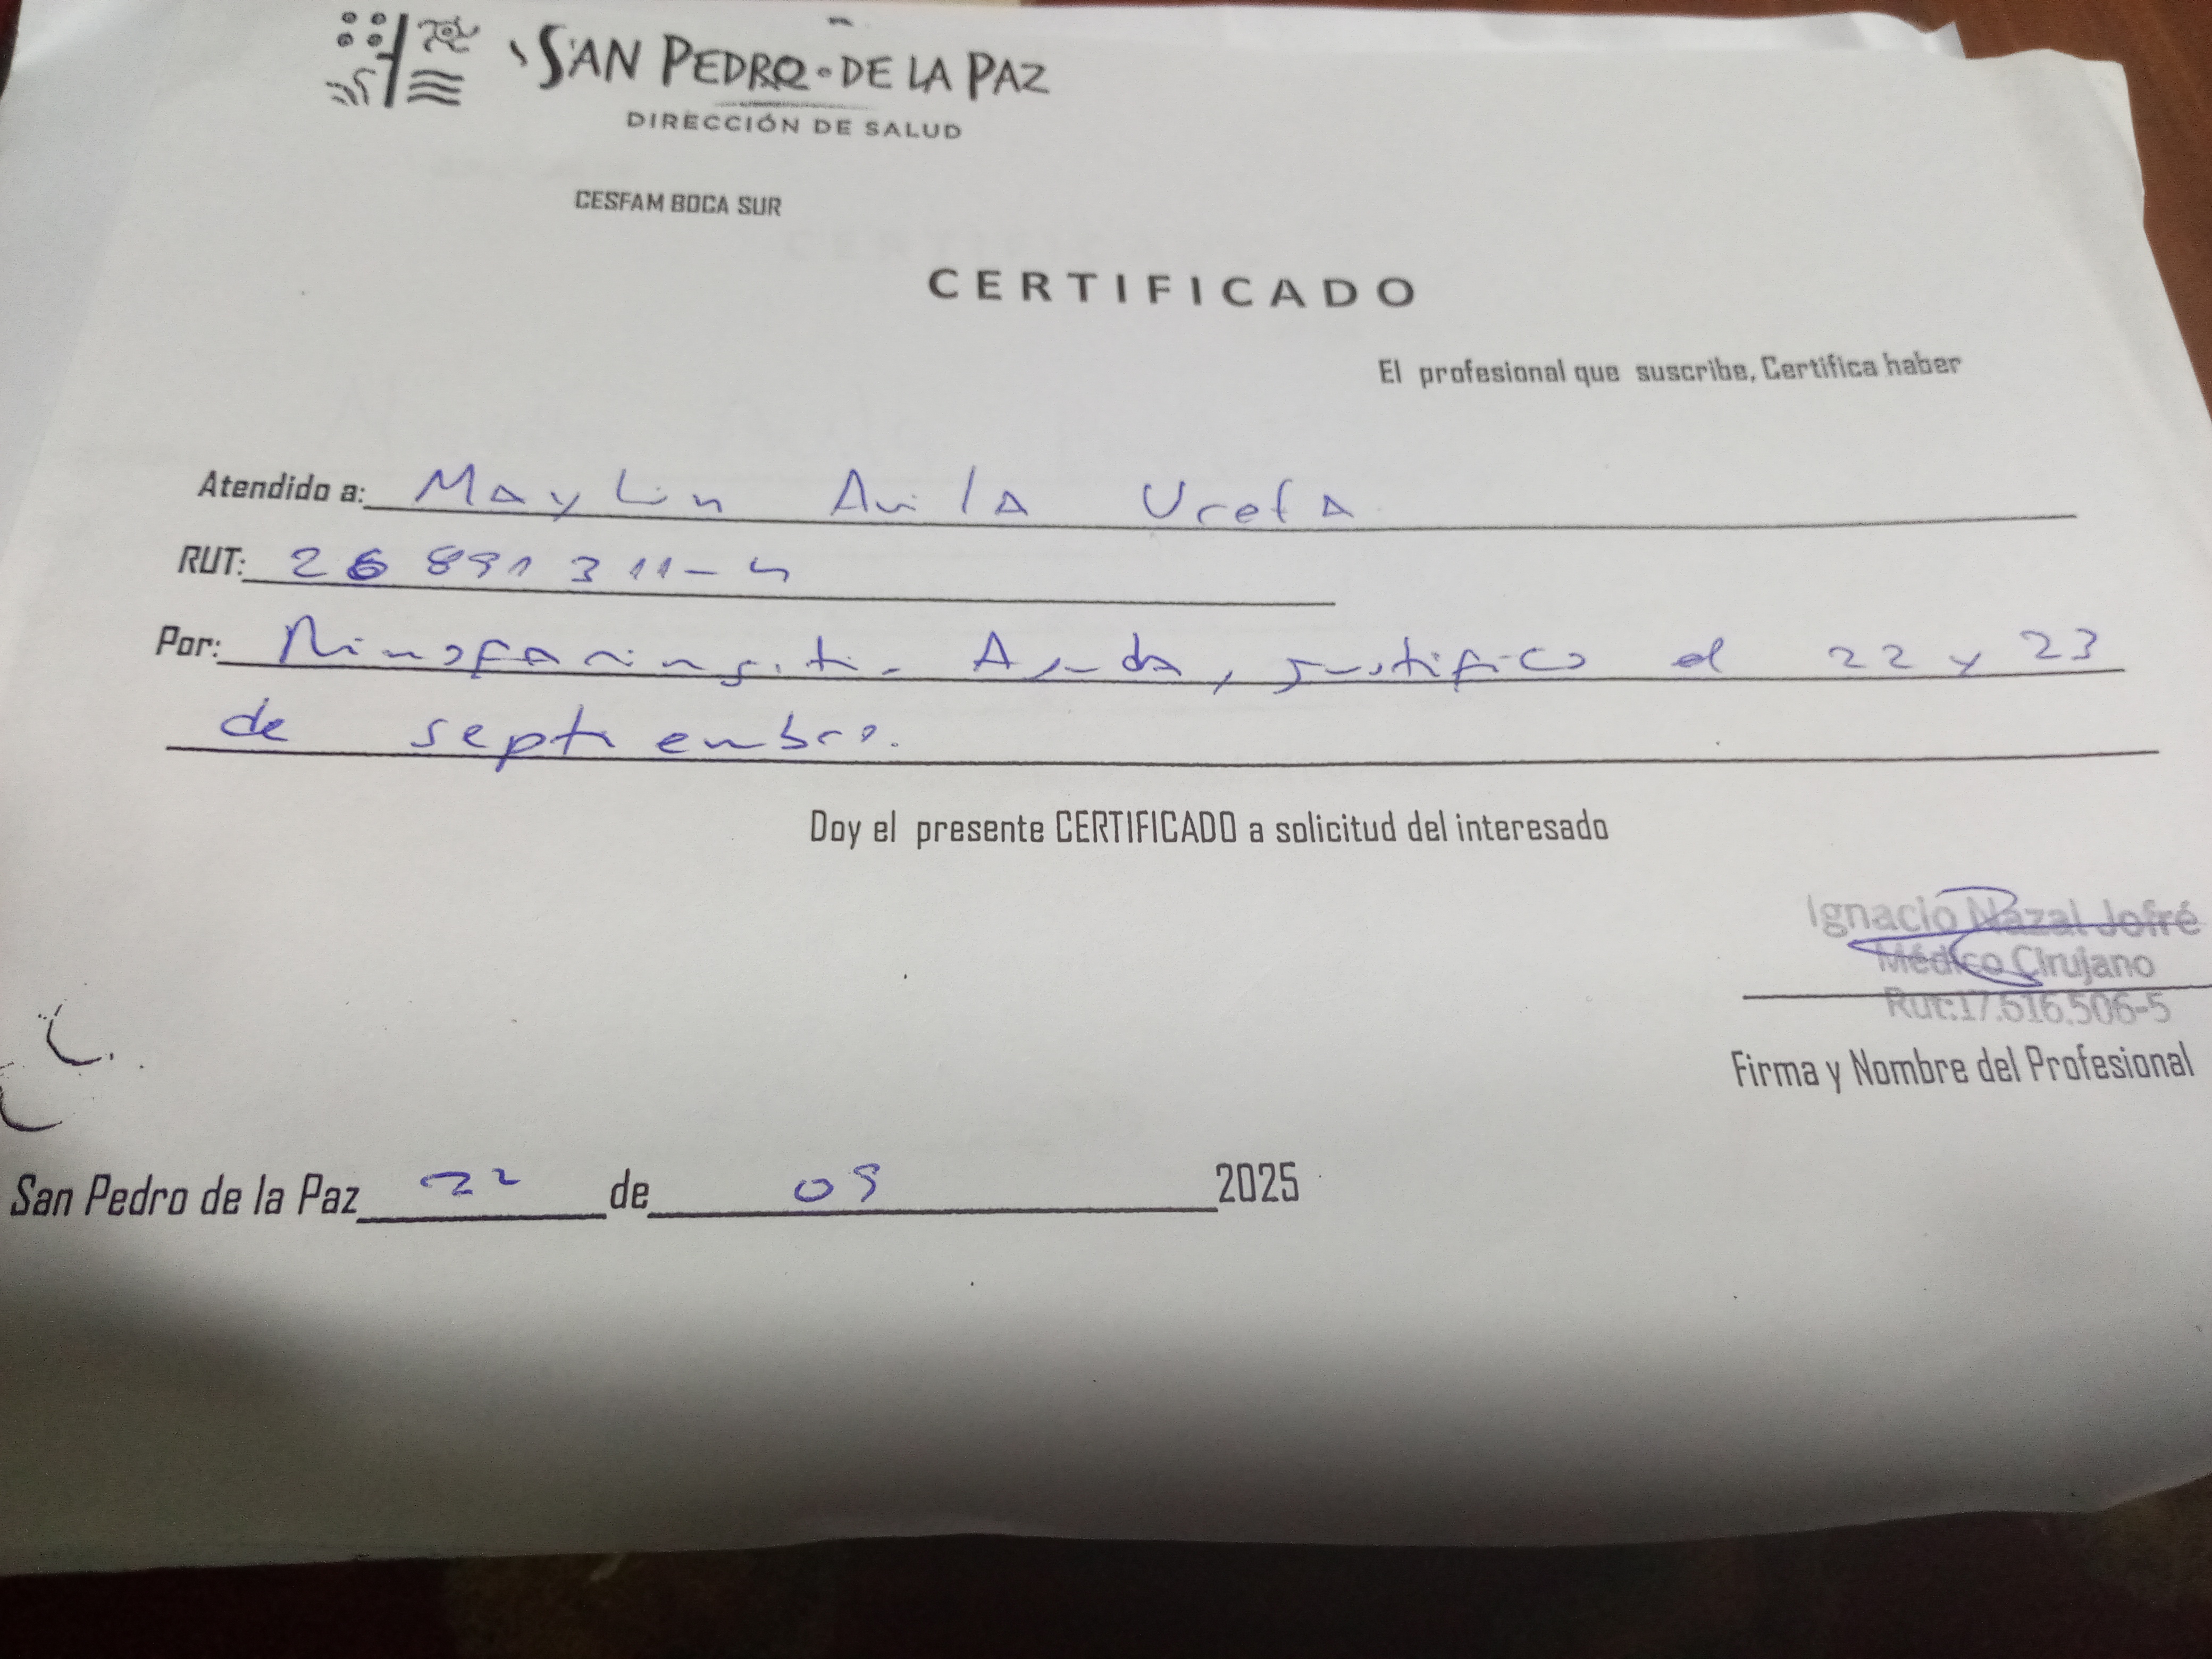 SAN PEDRO DE LA PAZ
DIRECCIÓN DE SALUD
CESFAM BOCA SUR
CERTIFICADO
El profesional que suscribe, Certifica haber
Atendido a: Maylin Avila Urefa
RUT: 26 891 311-4
Por: Rinofaringiti. Aguda, justifico el 22 y 23
de septiembre.
Doy el presente CERTIFICADO a solicitud del interesado
Ignacio Nazal Jofré
Médico Cirujano
Rut:17.616.506-5
Firma y Nombre del Profesional
San Pedro de la Paz 22 de 09 2025